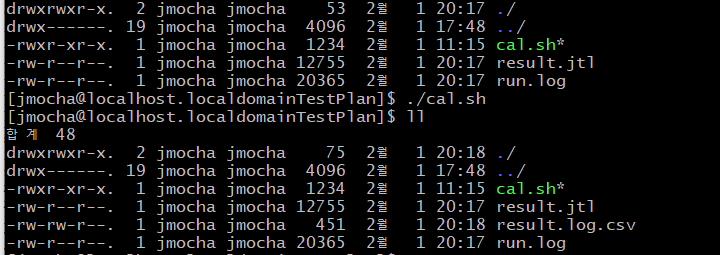 drwxrwxr-x.  2 jmocha jmocha    53  2월   1 20:17 ./
drwx------. 19 jmocha jmocha  4096  2월   1 17:48 ../
-rwxr-xr-x.  1 jmocha jmocha  1234  2월   1 11:15 cal.sh*
-rw-r--r--.  1 jmocha jmocha 12755  2월   1 20:17 result.jtl
-rw-r--r--.  1 jmocha jmocha 20365  2월   1 20:17 run.log
[jmocha@localhost.localdomainTestPlan]$ ./cal.sh
[jmocha@localhost.localdomainTestPlan]$ ll
합계 48
drwxrwxr-x.  2 jmocha jmocha    75  2월   1 20:18 ./
drwx------. 19 jmocha jmocha  4096  2월   1 17:48 ../
-rwxr-xr-x.  1 jmocha jmocha  1234  2월   1 11:15 cal.sh*
-rw-r--r--.  1 jmocha jmocha 12755  2월   1 20:17 result.jtl
-rw-rw-r--.  1 jmocha jmocha   451  2월   1 20:18 result.log.csv
-rw-r--r--.  1 jmocha jmocha 20365  2월   1 20:17 run.log